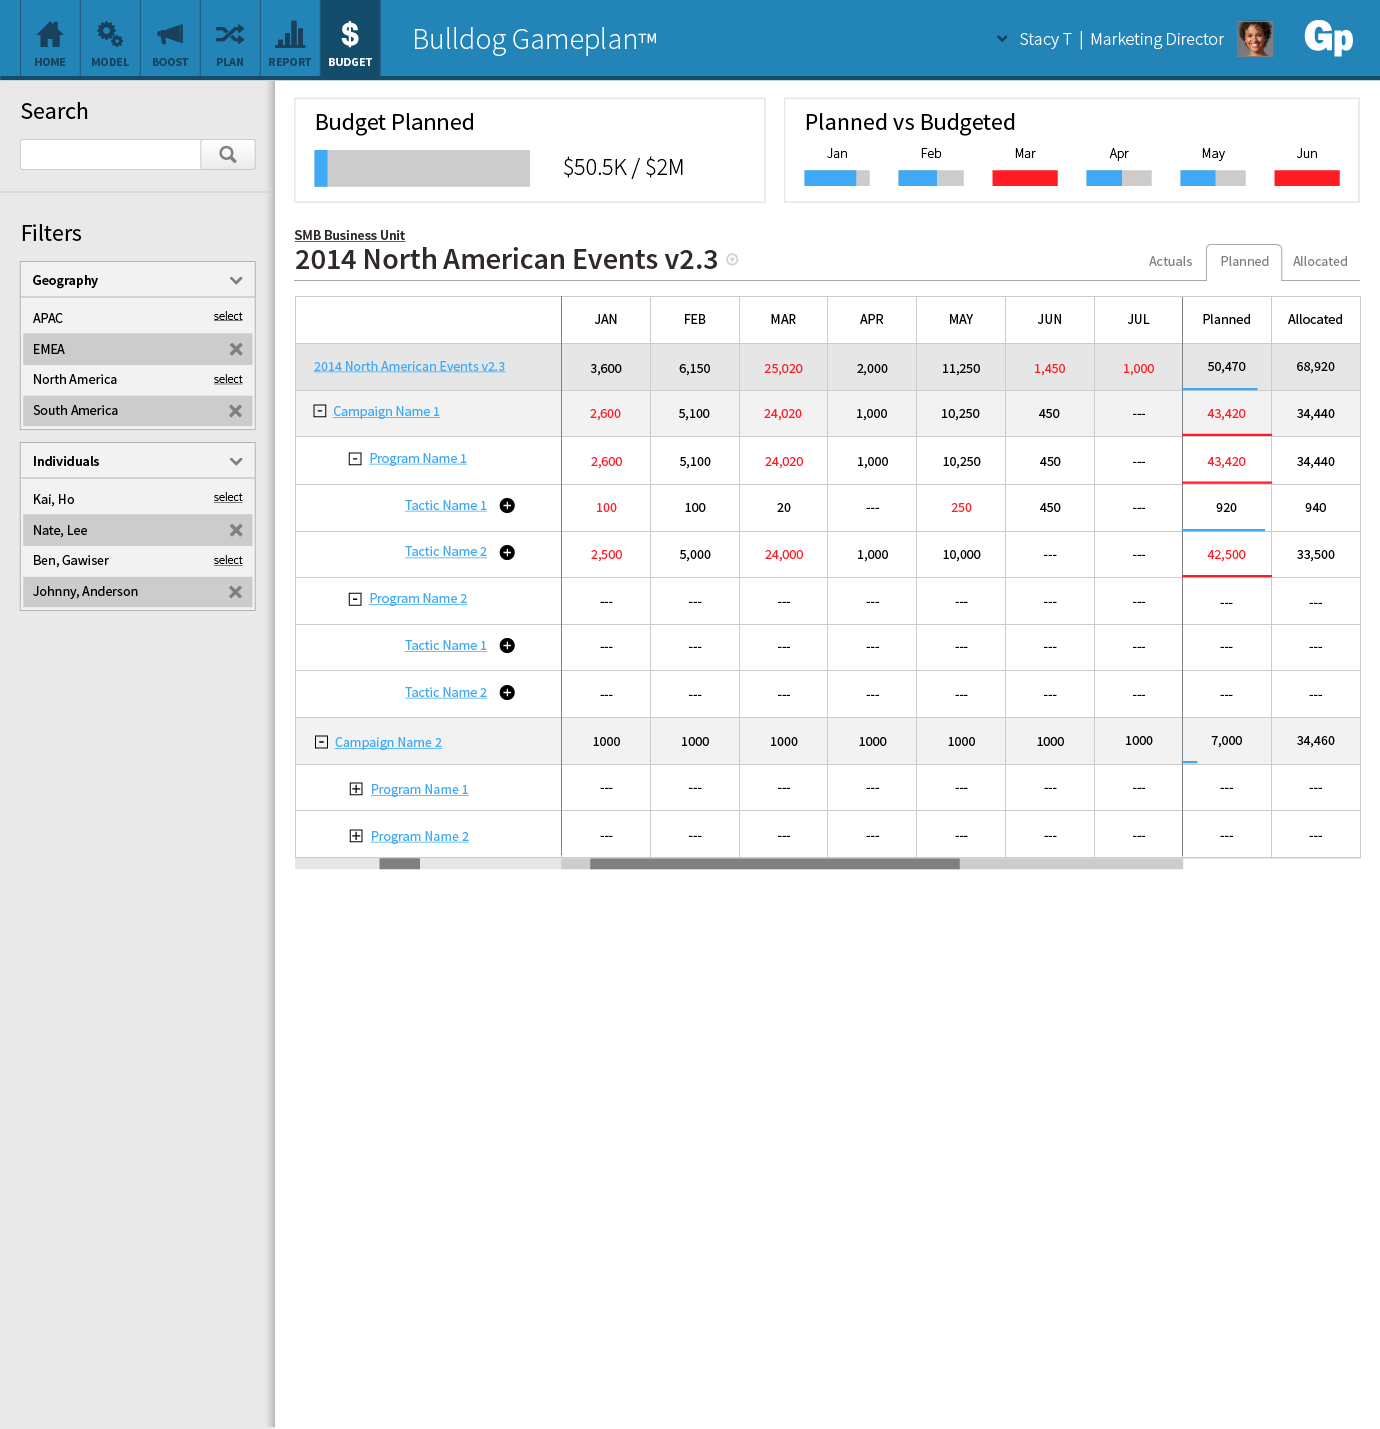 HOME MODEL BOOST PLAN REPORT BUDGET
Bulldog Gameplan™
Stacy T | Marketing Director
Gp
Search
Filters
Geography
APAC select
EMEA
North America select
South America
Individuals
Kai, Ho select
Nate, Lee
Ben, Gawiser select
Johnny, Anderson
Budget Planned
$50.5K / $2M
Planned vs Budgeted
Jan Feb Mar Apr May Jun
SMB Business Unit
2014 North American Events v2.3
Actuals Planned Allocated
JAN FEB MAR APR MAY JUN JUL Planned Allocated
2014 North American Events v2.3 3,600 6,150 25,020 2,000 11,250 1,450 1,000 50,470 68,920
Campaign Name 1 2,600 5,100 24,020 1,000 10,250 450 --- 43,420 34,440
Program Name 1 2,600 5,100 24,020 1,000 10,250 450 --- 43,420 34,440
Tactic Name 1 100 100 20 --- 250 450 --- 920 940
Tactic Name 2 2,500 5,000 24,000 1,000 10,000 --- --- 42,500 33,500
Program Name 2 --- --- --- --- --- --- --- --- ---
Tactic Name 1 --- --- --- --- --- --- --- --- ---
Tactic Name 2 --- --- --- --- --- --- --- --- ---
Campaign Name 2 1000 1000 1000 1000 1000 1000 1000 7,000 34,460
Program Name 1 --- --- --- --- --- --- --- --- ---
Program Name 2 --- --- --- --- --- --- --- --- ---